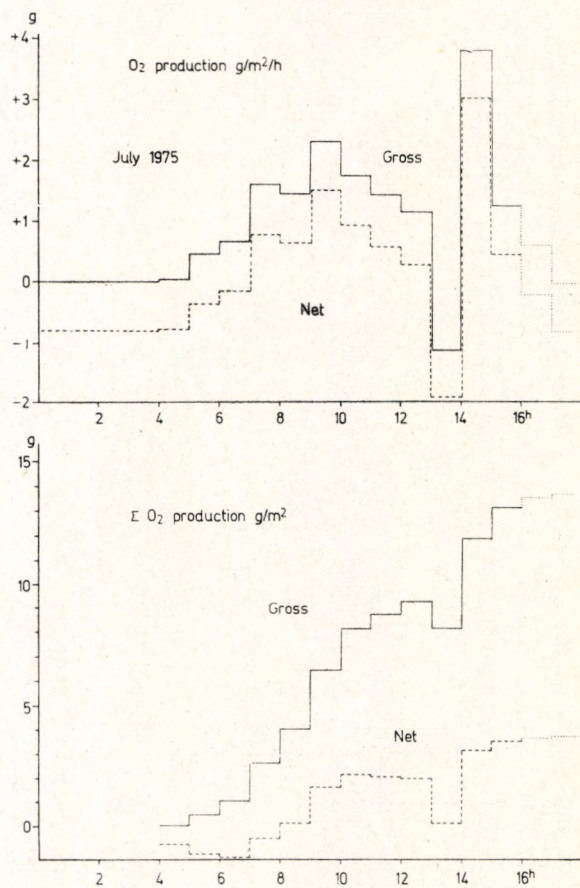 g
+4
O₂ production g/m²/h
+3
July 1975
Gross
+2
+1
0
Net
−1
−2
2 4 6 8 10 12 14 16ʰ
g
15
Σ O₂ production g/m²
10
Gross
5
Net
0
2 4 6 8 10 12 14 16ʰ